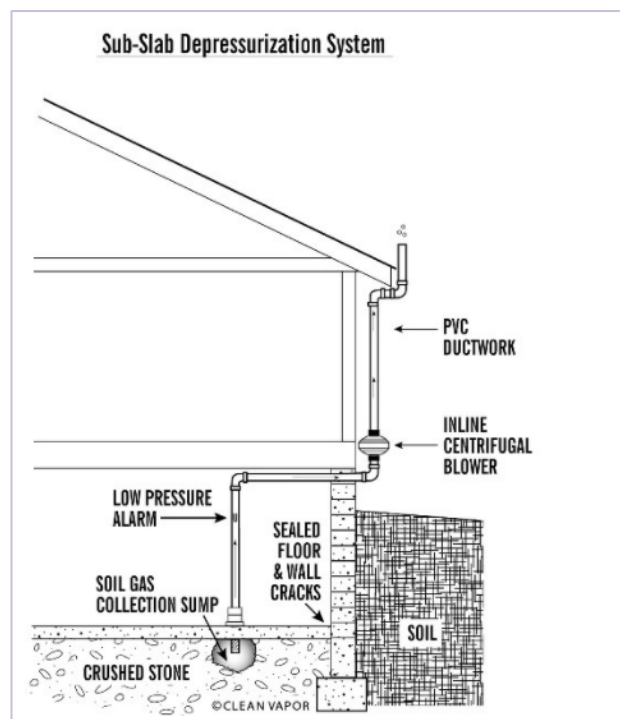 Sub-Slab Depressurization System
PVC
DUCTWORK
INLINE
CENTRIFUGAL
BLOWER
LOW PRESSURE
ALARM
SEALED
FLOOR
& WALL
CRACKS
SOIL GAS
COLLECTION SUMP
SOIL
CRUSHED STONE
©CLEAN VAPOR